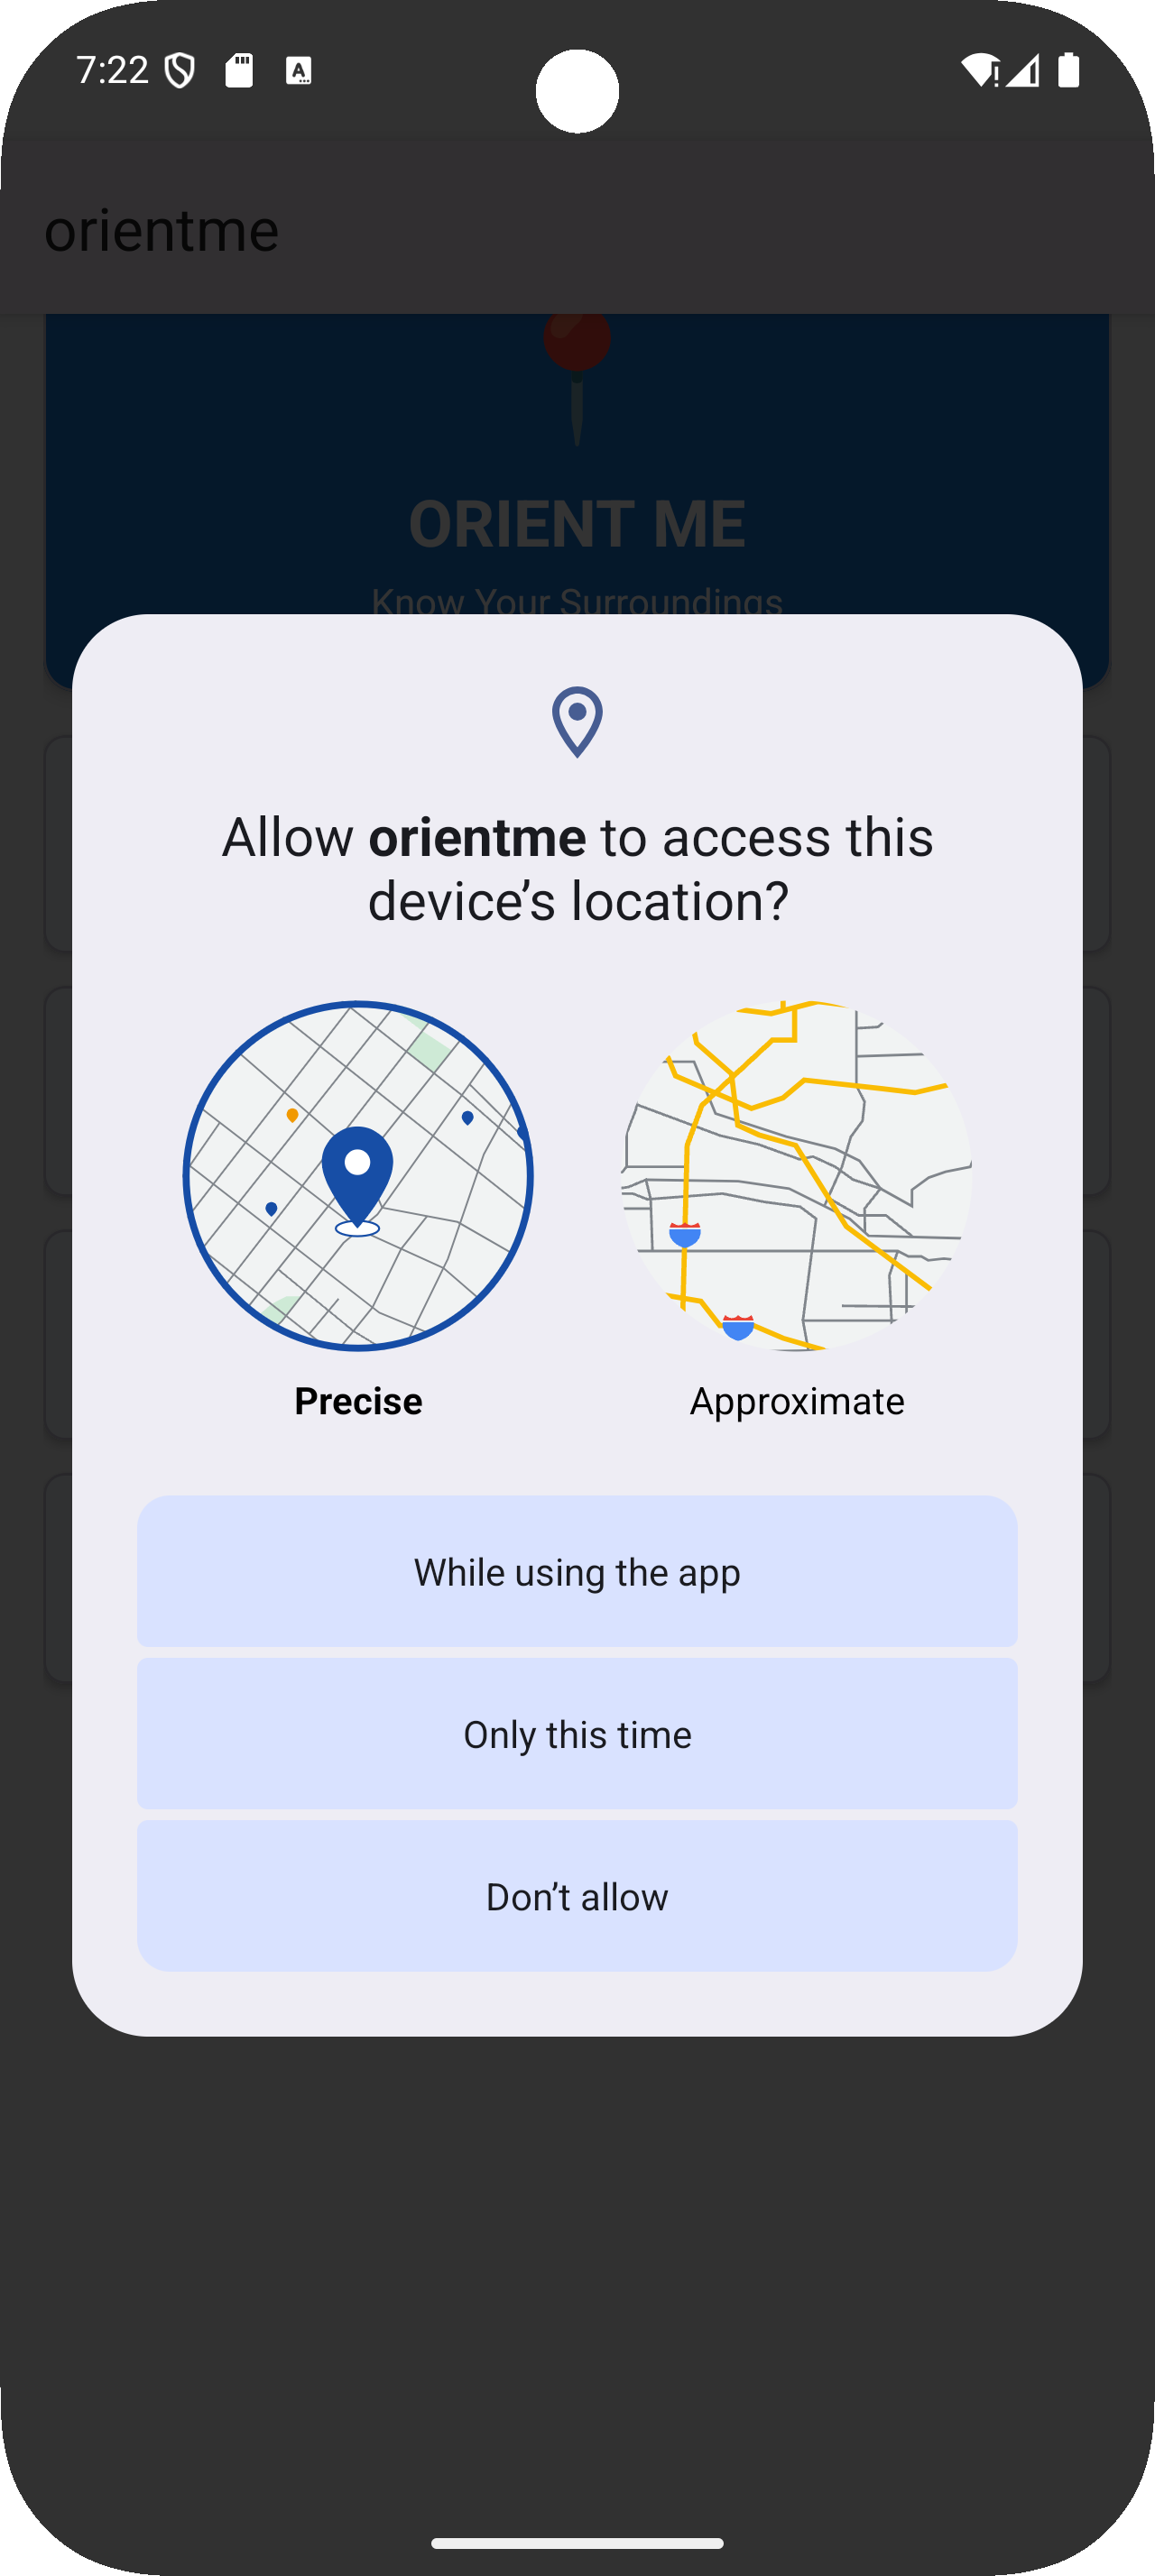 7:22
orientme
ORIENT ME
Know Your Surroundings
Allow orientme to access this
device’s location?
Precise
Approximate
While using the app
Only this time
Don’t allow